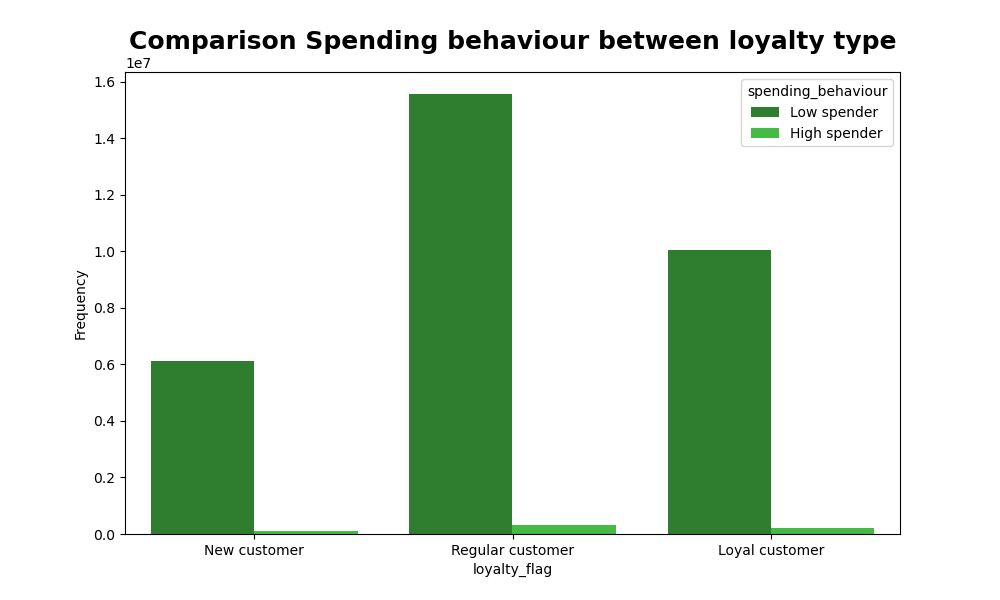 Comparison Spending behaviour between loyalty type
1e7
1.6
1.4
1.2
1.0
0.8
0.6
0.4
0.2
0.0
Frequency
spending_behaviour
Low spender
High spender
New customer
Regular customer
Loyal customer
loyalty_flag